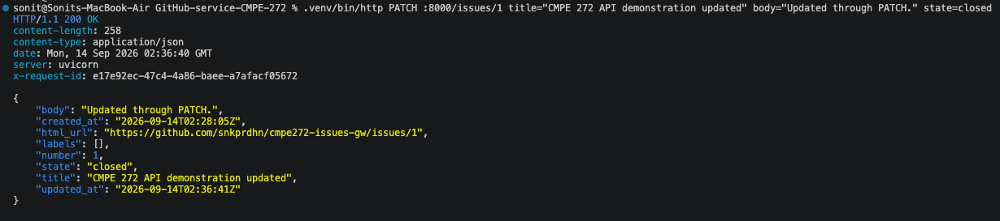 sonit@Sonits-MacBook-Air GitHub-service-CMPE-272 % .venv/bin/http PATCH :8000/issues/1 title="CMPE 272 API demonstration updated" body="Updated through PATCH." state=closed
HTTP/1.1 200 OK
content-length: 258
content-type: application/json
date: Mon, 14 Sep 2026 02:36:40 GMT
server: uvicorn
x-request-id: e17e92ec-47c4-4a86-baee-a7afacf05672

{
    "body": "Updated through PATCH.",
    "created_at": "2026-09-14T02:28:05Z",
    "html_url": "https://github.com/snkprdhn/cmpe272-issues-gw/issues/1",
    "labels": [],
    "number": 1,
    "state": "closed",
    "title": "CMPE 272 API demonstration updated",
    "updated_at": "2026-09-14T02:36:41Z"
}